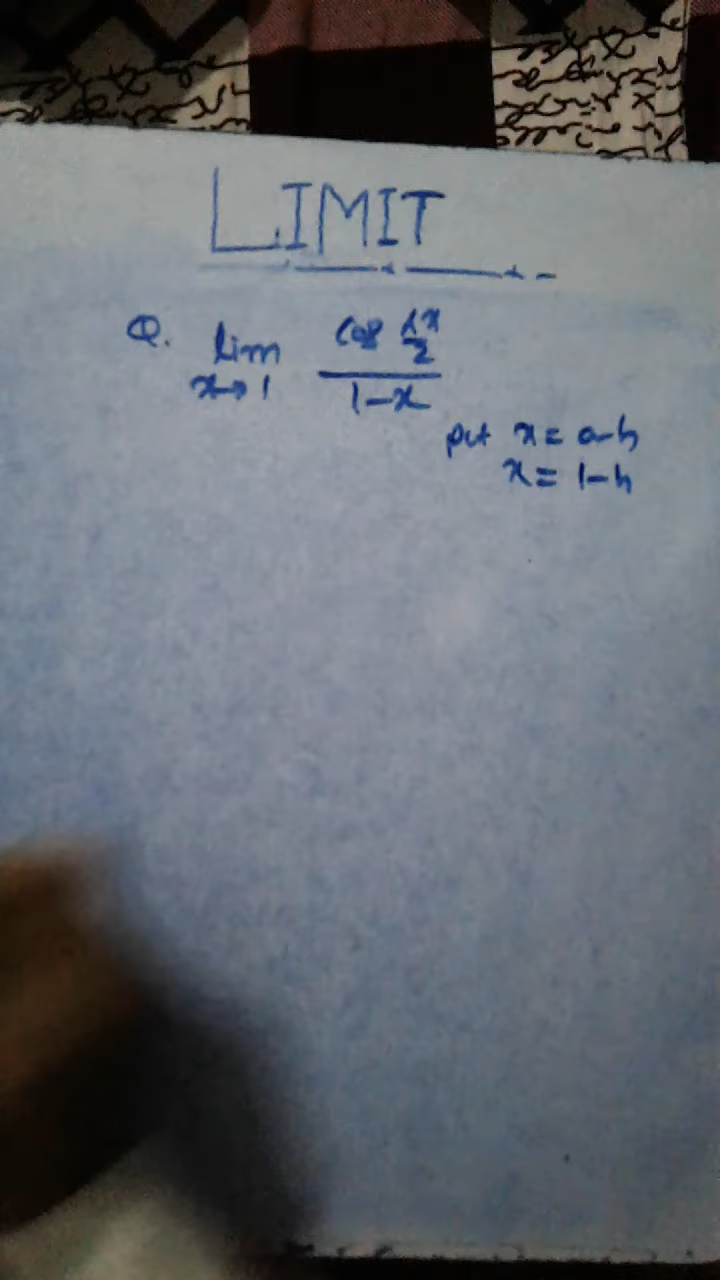 LIMIT
Q. lim x→1 cos πx/2 / 1-x
put x = a-h
x = 1-h